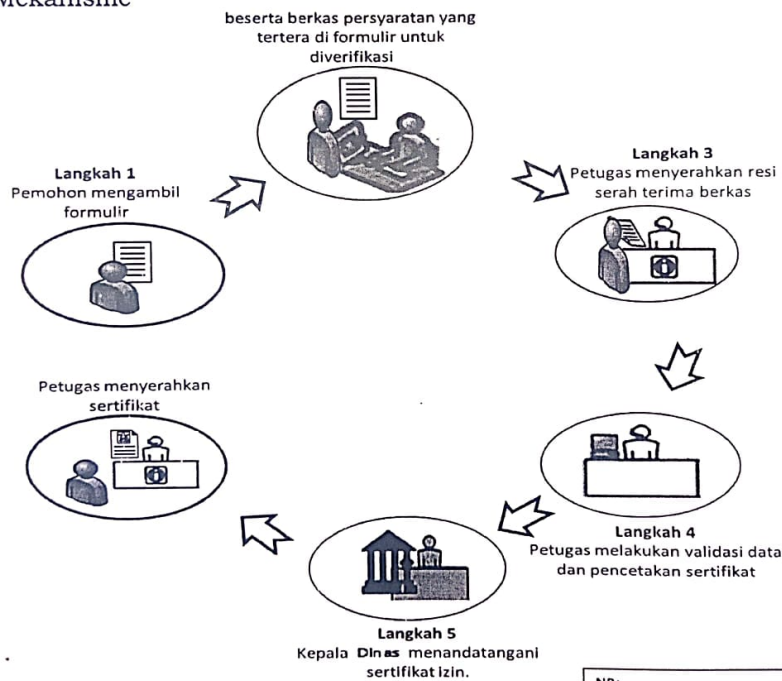 Mekanisme
beserta berkas persyaratan yang
tertera di formulir untuk
diverifikasi
Langkah 1
Pemohon mengambil
formulir
Langkah 3
Petugas menyerahkan resi
serah terima berkas
Petugas menyerahkan
sertifikat
Langkah 4
Petugas melakukan validasi data
dan pencetakan sertifikat
Langkah 5
Kepala Dinas menandatangani
sertifikat izin.